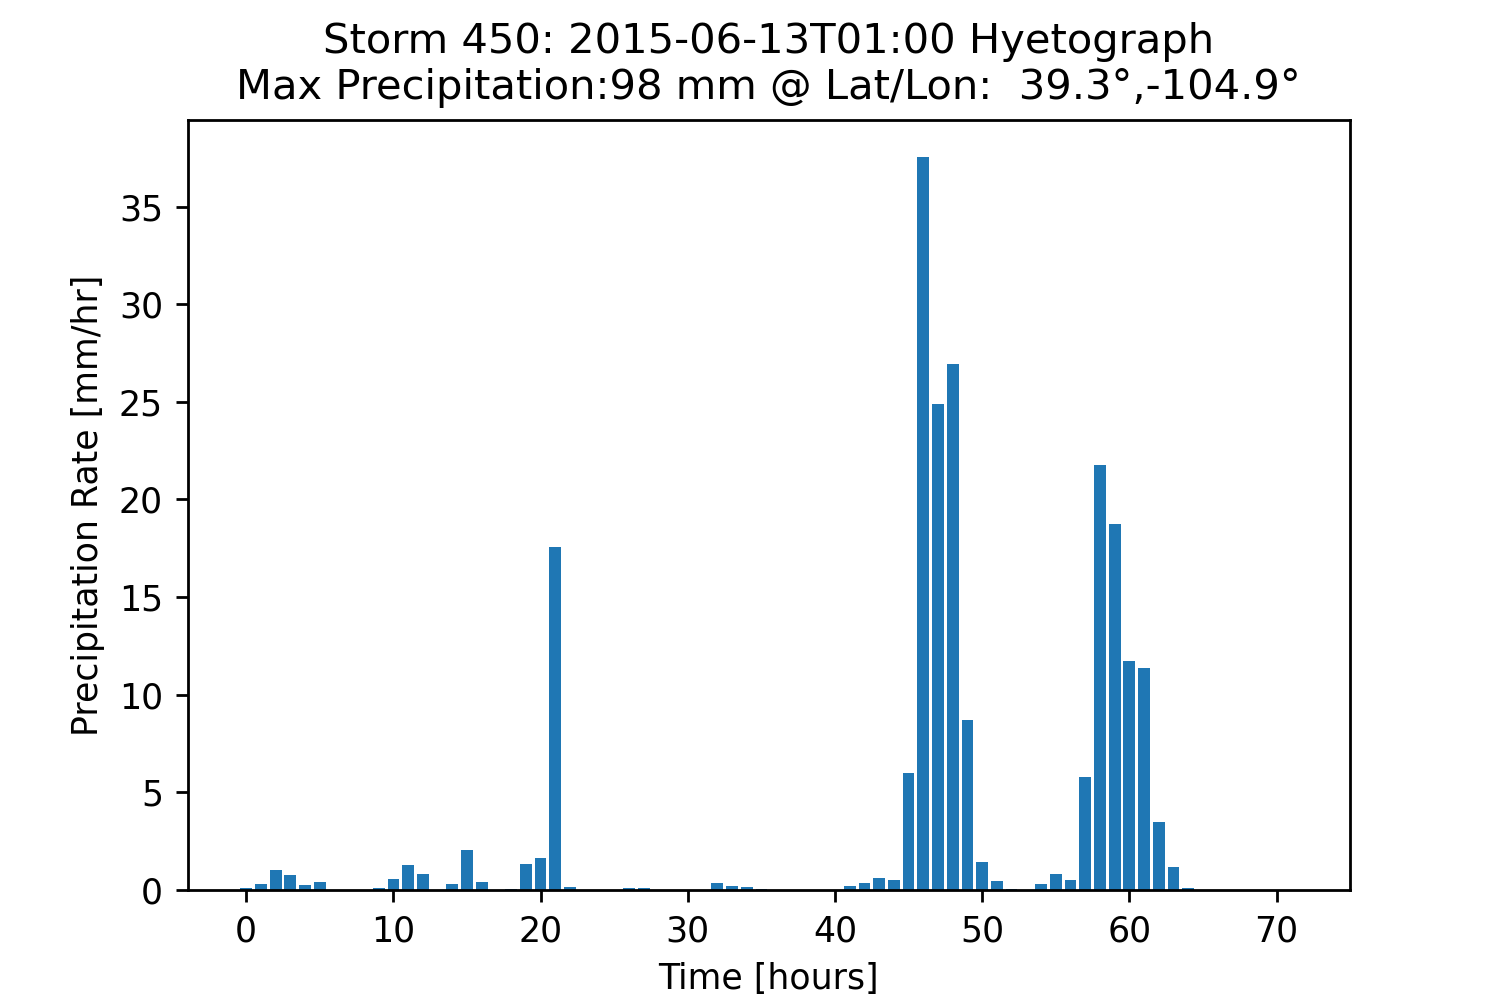 Storm 450: 2015-06-13T01:00 Hyetograph
Max Precipitation:98 mm @ Lat/Lon:  39.3°,-104.9°
Precipitation Rate [mm/hr]
35
30
25
20
15
10
5
0
0 10 20 30 40 50 60 70
Time [hours]